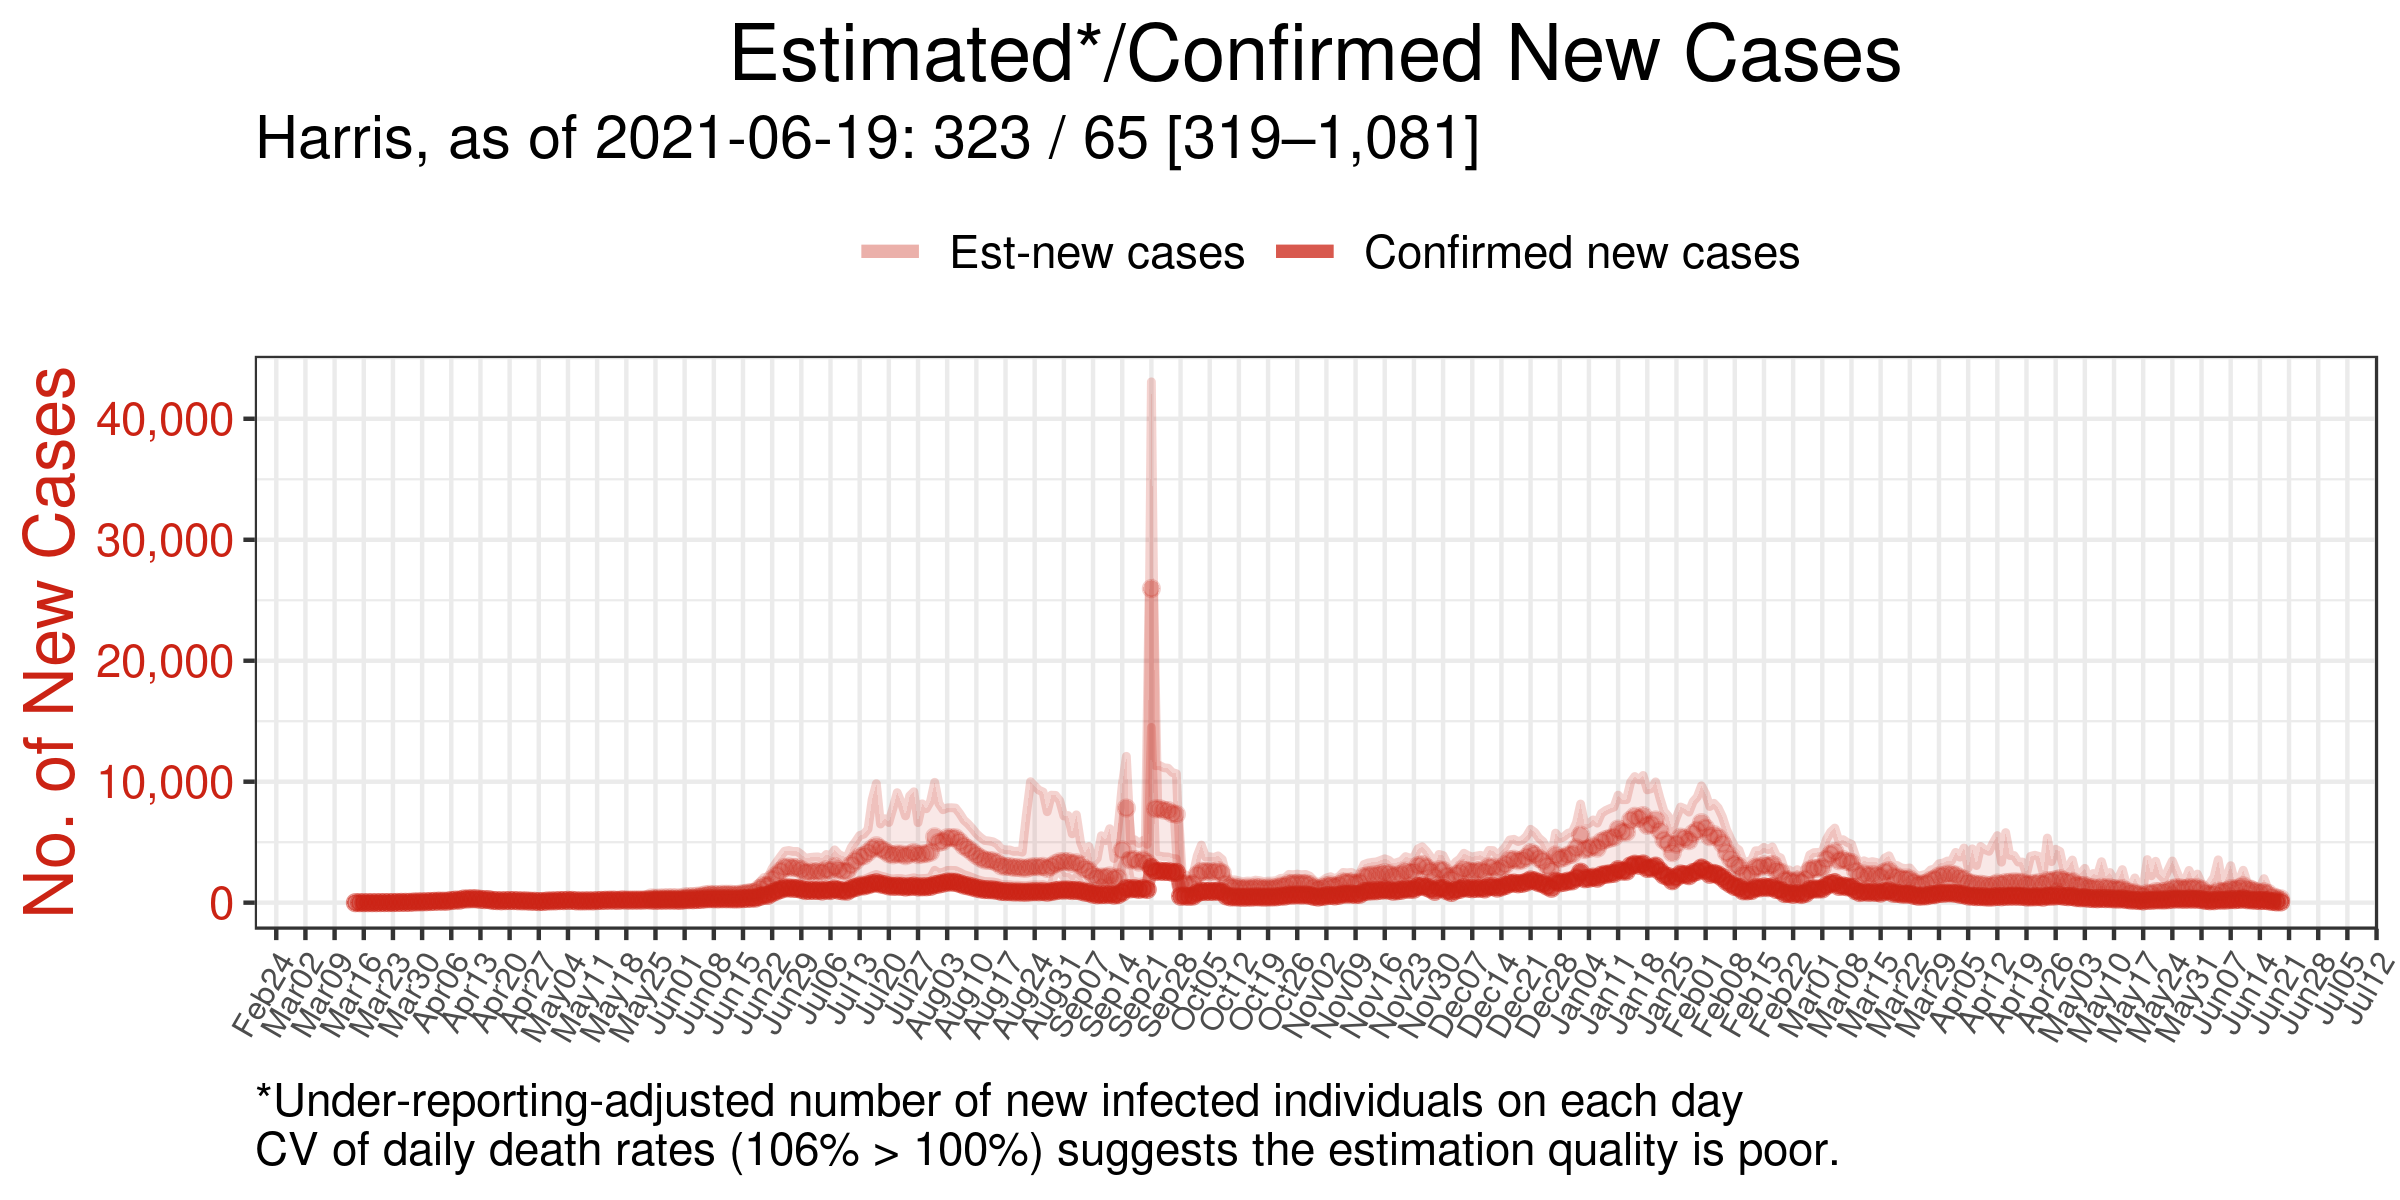 Estimated*/Confirmed New Cases
Harris, as of 2021-06-19: 323 / 65 [319–1,081]
Est-new cases
Confirmed new cases
No. of New Cases
40,000
30,000
20,000
10,000
0
Feb24
Mar02
Mar09
Mar16
Mar23
Mar30
Apr06
Apr13
Apr20
Apr27
May04
May11
May18
May25
Jun01
Jun08
Jun15
Jun22
Jun29
Jul06
Jul13
Jul20
Jul27
Aug03
Aug10
Aug17
Aug24
Aug31
Sep07
Sep14
Sep21
Sep28
Oct05
Oct12
Oct19
Oct26
Nov02
Nov09
Nov16
Nov23
Nov30
Dec07
Dec14
Dec21
Dec28
Jan04
Jan11
Jan18
Jan25
Feb01
Feb08
Feb15
Feb22
Mar01
Mar08
Mar15
Mar22
Mar29
Apr05
Apr12
Apr19
Apr26
May03
May10
May17
May24
May31
Jun07
Jun14
Jun21
Jun28
Jul05
Jul12
*Under-reporting-adjusted number of new infected individuals on each day
CV of daily death rates (106% > 100%) suggests the estimation quality is poor.